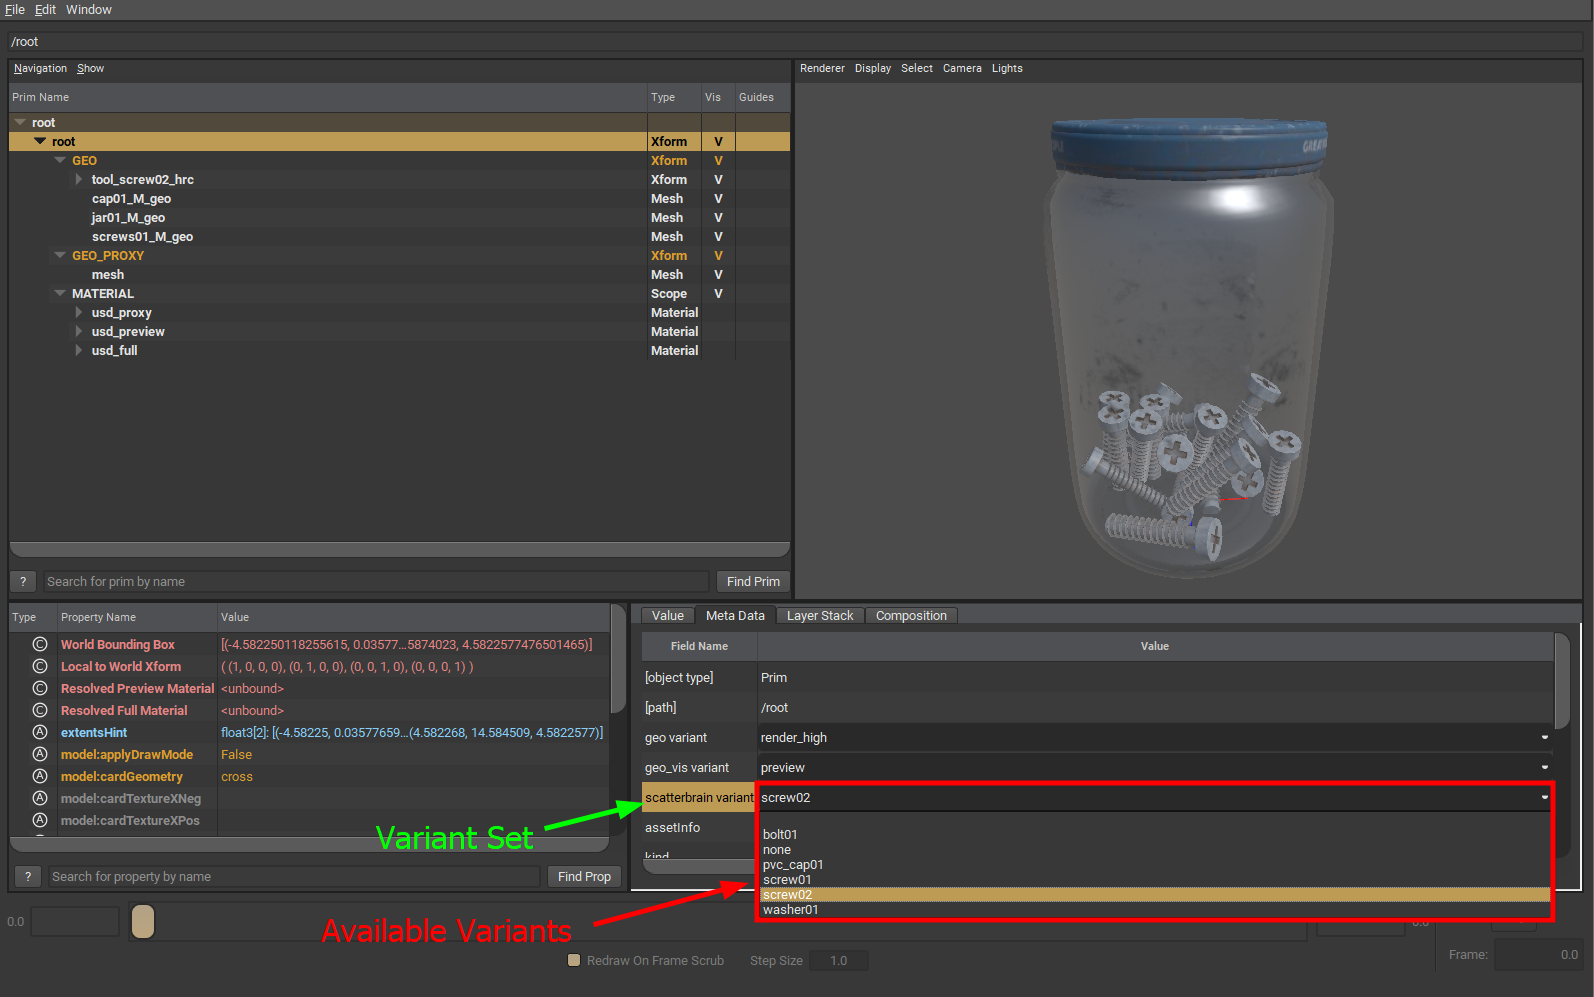 File Edit Window
/root
Navigation Show
Prim Name Type Vis Guides
root
root Xform V
GEO Xform V
tool_screw02_hrc Xform V
cap01_M_geo Mesh V
jar01_M_geo Mesh V
screws01_M_geo Mesh V
GEO_PROXY Xform V
mesh Mesh V
MATERIAL Scope V
usd_proxy Material
usd_preview Material
usd_full Material
? Search for prim by name Find Prim
Renderer Display Select Camera Lights
Type Property Name Value
C World Bounding Box [(-4.582250118255615, 0.03577...5874023, 4.5822577476501465)]
C Local to World Xform ( (1, 0, 0, 0), (0, 1, 0, 0), (0, 0, 1, 0), (0, 0, 0, 1) )
C Resolved Preview Material <unbound>
C Resolved Full Material <unbound>
A extentsHint float3[2]: [(-4.58225, 0.03577659...(4.582268, 14.584509, 4.5822577)]
A model:applyDrawMode False
A model:cardGeometry cross
A model:cardTextureXNeg
A model:cardTextureXPos
? Search for property by name Find Prop
Value Meta Data Layer Stack Composition
Field Name Value
[object type] Prim
[path] /root
geo variant render_high
geo_vis variant preview
scatterbrain variant screw02
assetInfo
kind
bolt01
none
pvc_cap01
screw01
screw02
washer01
Variant Set
Available Variants
0.0
0.0
Redraw On Frame Scrub Step Size 1.0
Frame: 0.0